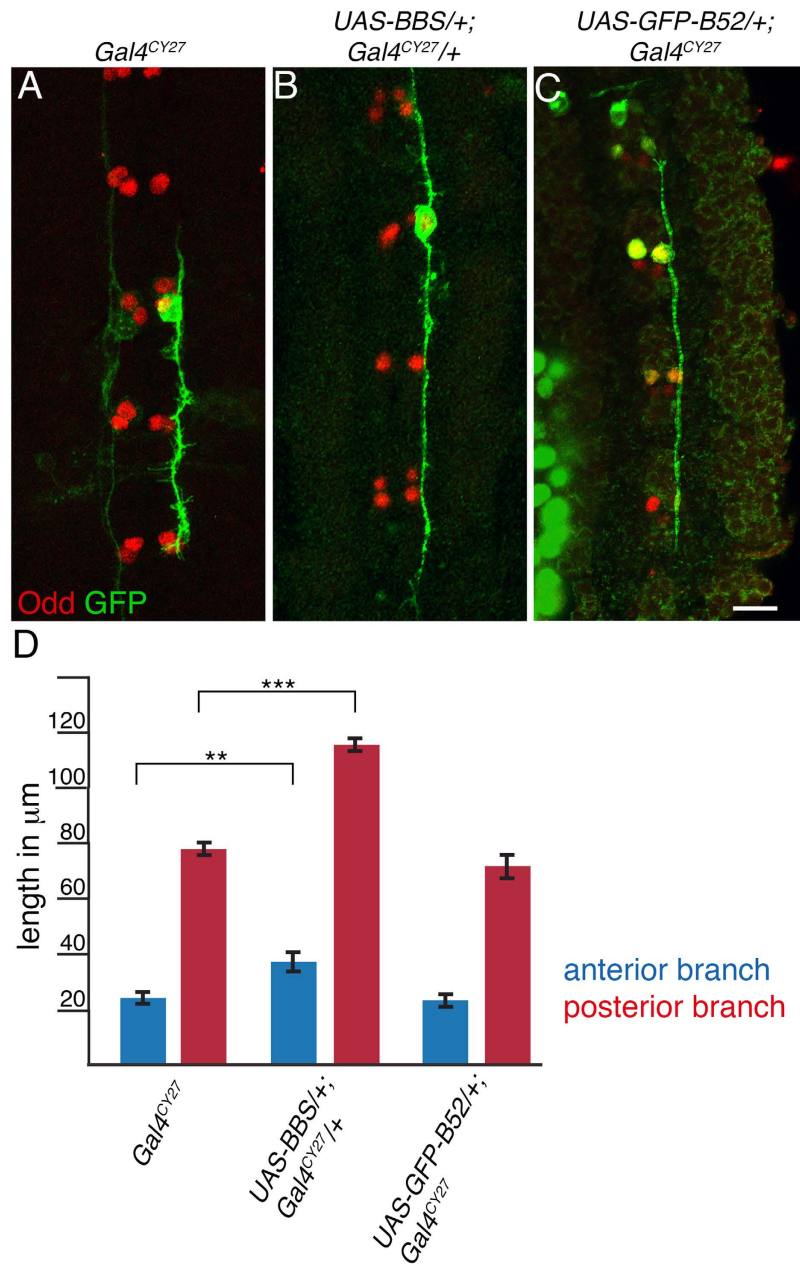 Gal4CY27
UAS-BBS/+;
Gal4CY27/+
UAS-GFP-B52/+;
Gal4CY27
A
B
C
Odd GFP
D
***
**
120
100
80
60
40
20
length in μm
anterior branch
posterior branch
Gal4CY27
UAS-BBS/+;
Gal4CY27/+
UAS-GFP-B52/+;
Gal4CY27